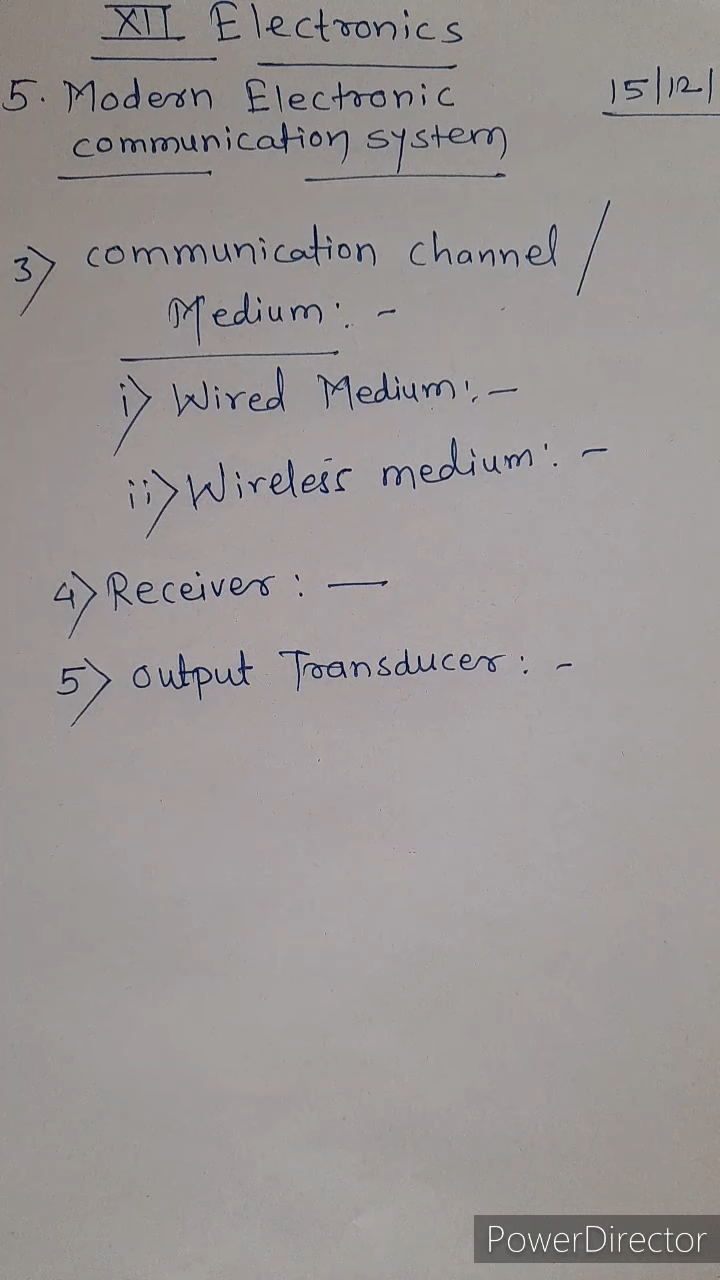 XII Electronics
5. Modern Electronic 15/12/
communication system
3) communication channel /
Medium: -
i) Wired Medium: -
ii) Wireless medium: -
4) Receiver : —
5) output Transducer : -
PowerDirector